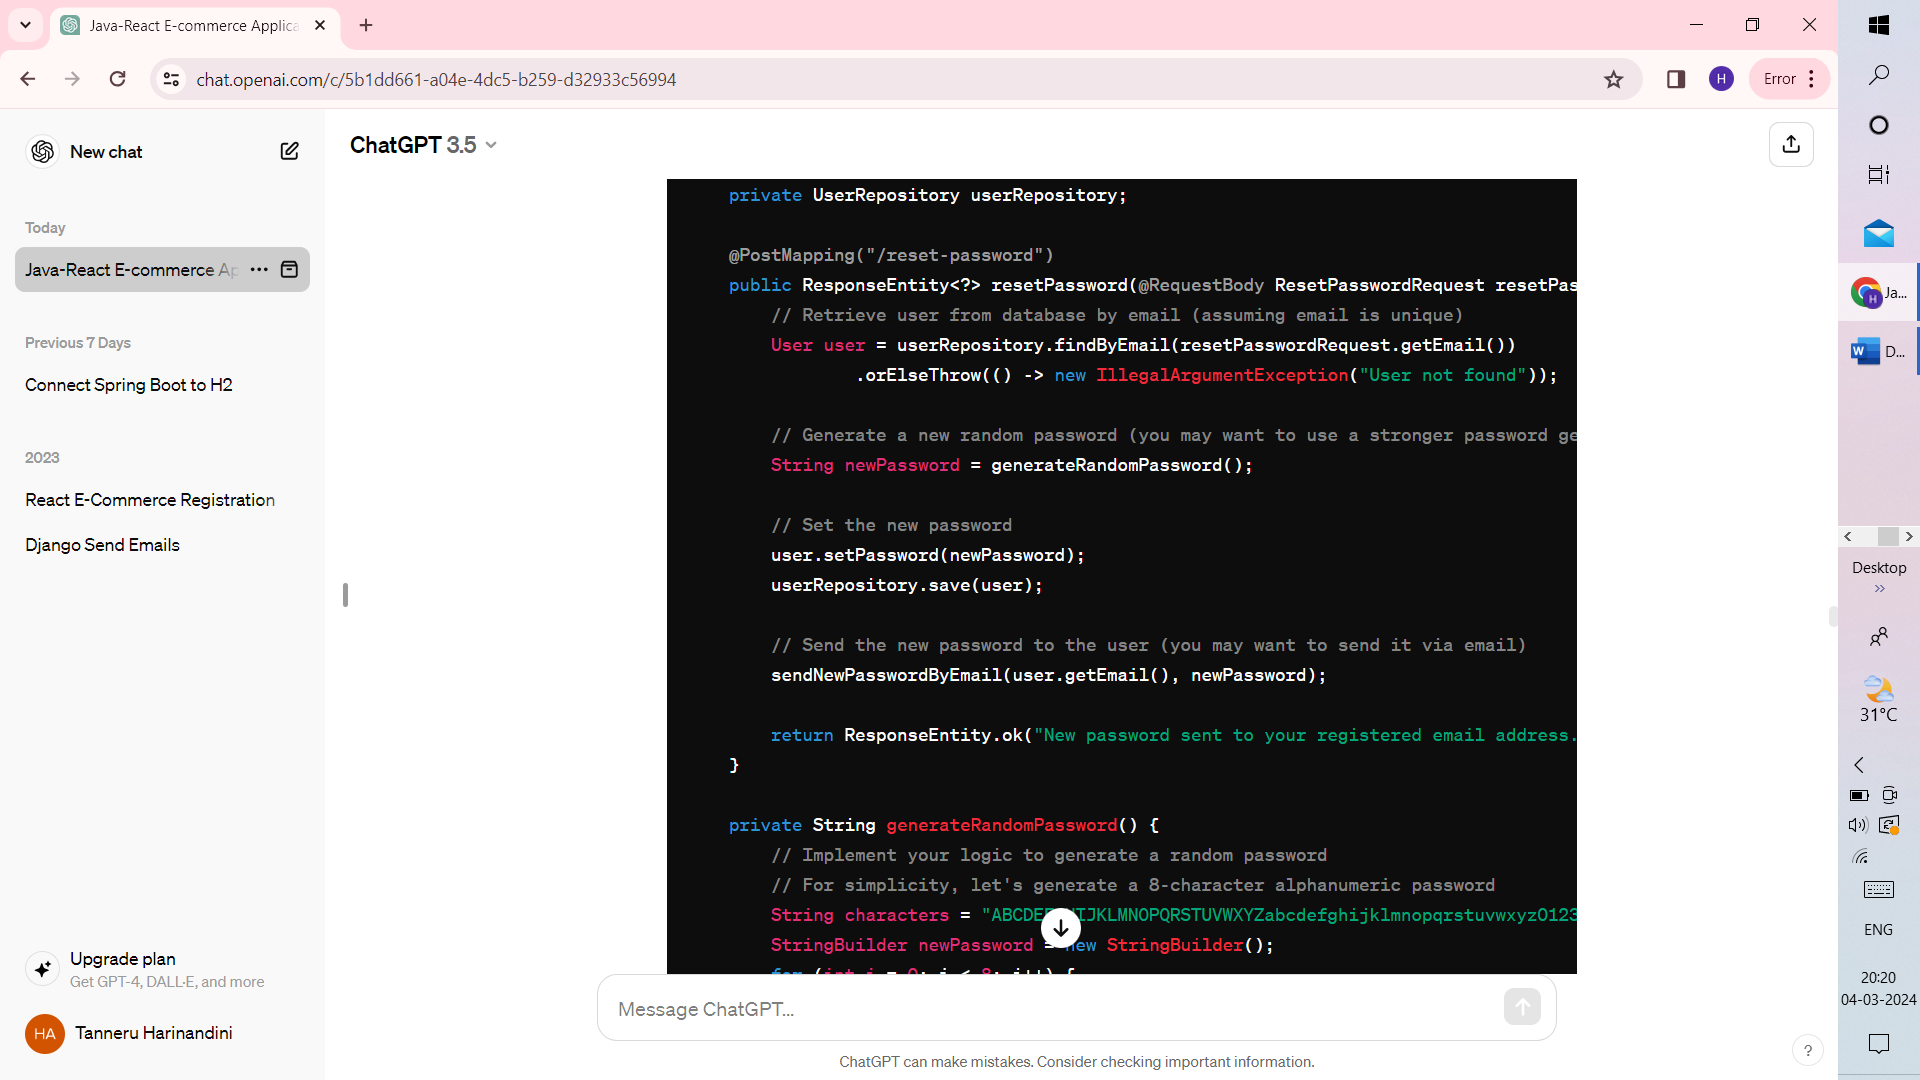 Java-React E-commerce Applica
chat.openai.com/c/5b1dd661-a04e-4dc5-b259-d32933c56994
H
Error
New chat
ChatGPT 3.5
Today
Java-React E-commerce Ap
Previous 7 Days
Connect Spring Boot to H2
2023
React E-Commerce Registration
Django Send Emails
Upgrade plan
Get GPT-4, DALL·E, and more
HA
Tanneru Harinandini
private UserRepository userRepository;
@PostMapping("/reset-password")
public ResponseEntity<?> resetPassword(@RequestBody ResetPasswordRequest resetPas
// Retrieve user from database by email (assuming email is unique)
User user = userRepository.findByEmail(resetPasswordRequest.getEmail())
.orElseThrow(() -> new IllegalArgumentException("User not found"));
// Generate a new random password (you may want to use a stronger password ge
String newPassword = generateRandomPassword();
// Set the new password
user.setPassword(newPassword);
userRepository.save(user);
// Send the new password to the user (you may want to send it via email)
sendNewPasswordByEmail(user.getEmail(), newPassword);
return ResponseEntity.ok("New password sent to your registered email address.
}
private String generateRandomPassword() {
// Implement your logic to generate a random password
// For simplicity, let's generate a 8-character alphanumeric password
String characters = "ABCDEF IJKLMNOPQRSTUVWXYZabcdefghijklmnopqrstuvwxyz0123
StringBuilder newPassword = new StringBuilder();
for (int i = 0; i < 8; i++) {
Message ChatGPT...
ChatGPT can make mistakes. Consider checking important information.
?
H
Ja...
W
D...
Desktop
31°C
ENG
20:20
04-03-2024